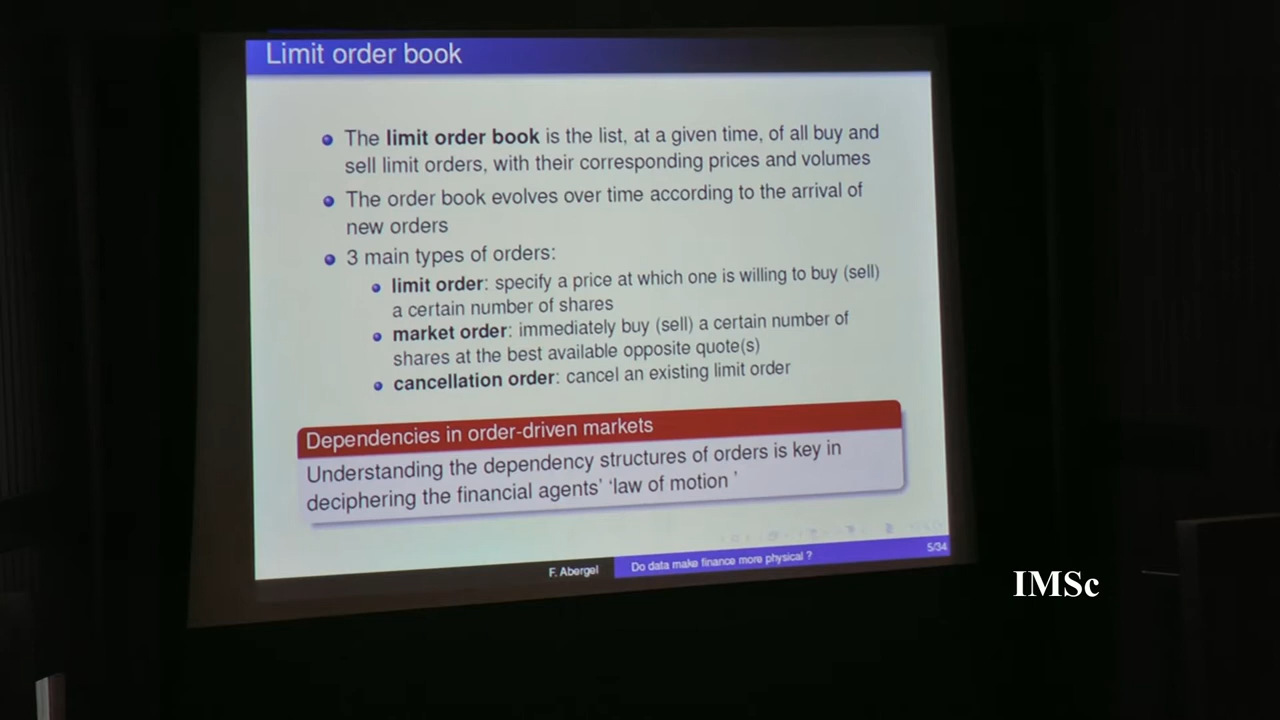 Limit order book
The limit order book is the list, at a given time, of all buy and
sell limit orders, with their corresponding prices and volumes
The order book evolves over time according to the arrival of
new orders
3 main types of orders:
limit order: specify a price at which one is willing to buy (sell)
a certain number of shares
market order: immediately buy (sell) a certain number of
shares at the best available opposite quote(s)
cancellation order: cancel an existing limit order
Dependencies in order-driven markets
Understanding the dependency structures of orders is key in
deciphering the financial agents' 'law of motion '
F. Abergel
Do data make finance more physical ?
5/34
IMSc